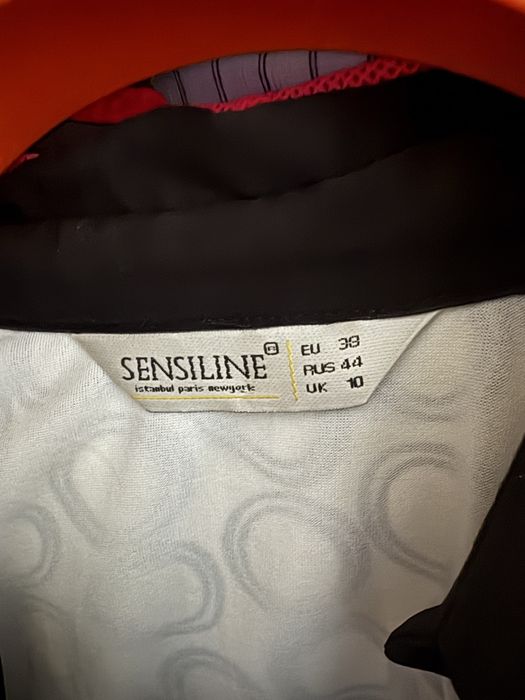 SENSILINE
istanbul paris newyork
EU 38
RUS 44
UK 10